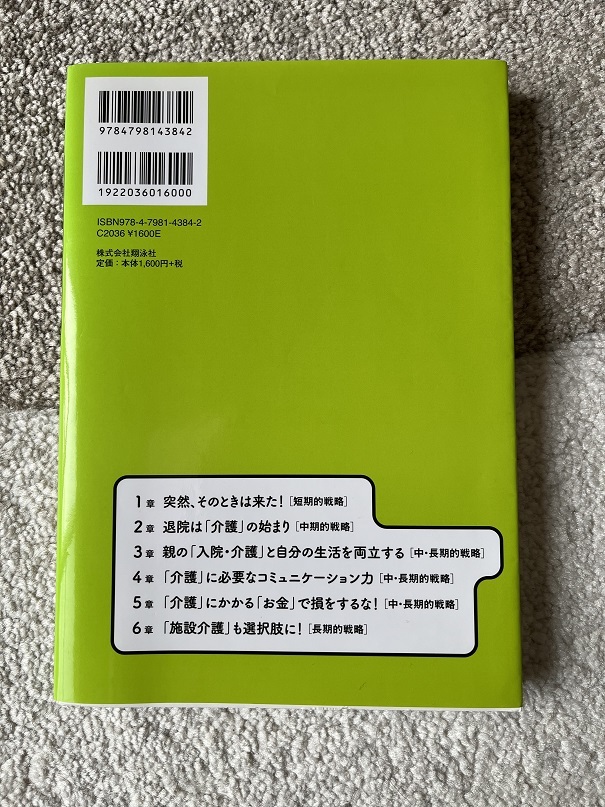 9784798143842
1922036016000
ISBN978-4-7981-4384-2
C2036 ¥1600E
株式会社翔泳社
定価：本体1,600円+税
1章 突然、そのときは来た！［短期的戦略］
2章 退院は「介護」の始まり［中期的戦略］
3章 親の「入院・介護」と自分の生活を両立する［中・長期的戦略］
4章 「介護」に必要なコミュニケーション力［中・長期的戦略］
5章 「介護」にかかる「お金」で損をするな！［中・長期的戦略］
6章 「施設介護」も選択肢に！［長期的戦略］